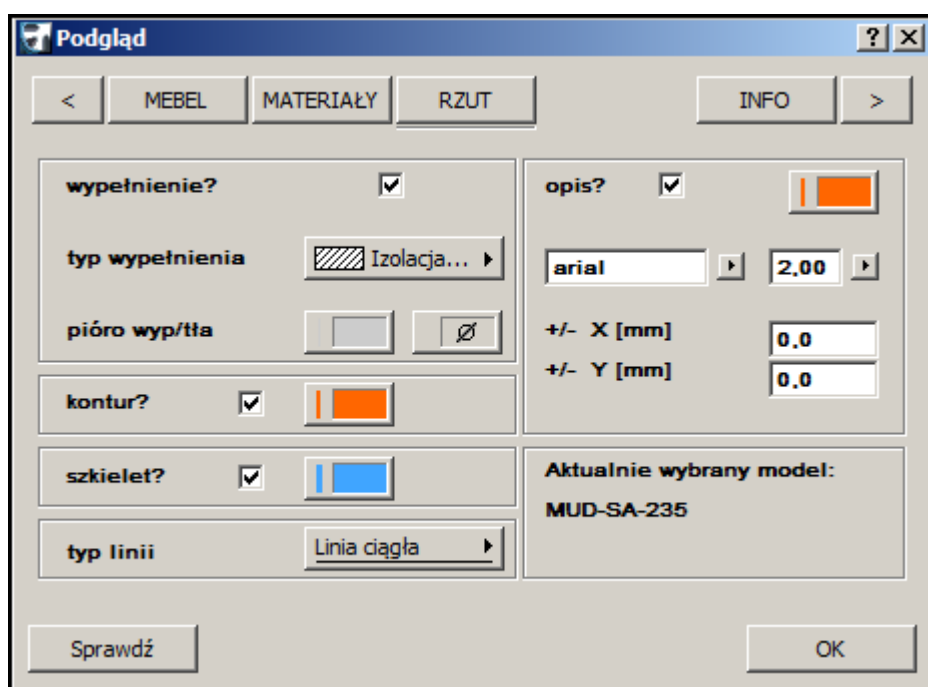 Podgląd
< MEBEL MATERIAŁY RZUT INFO >
wypełnienie?
typ wypełnienia Izolacja...
pióro wyp/tła
kontur?
szkielet?
typ linii Linia ciągła
opis?
arial 2,00
+/- X [mm] 0,0
+/- Y [mm] 0,0
Aktualnie wybrany model:
MUD-SA-235
Sprawdź OK